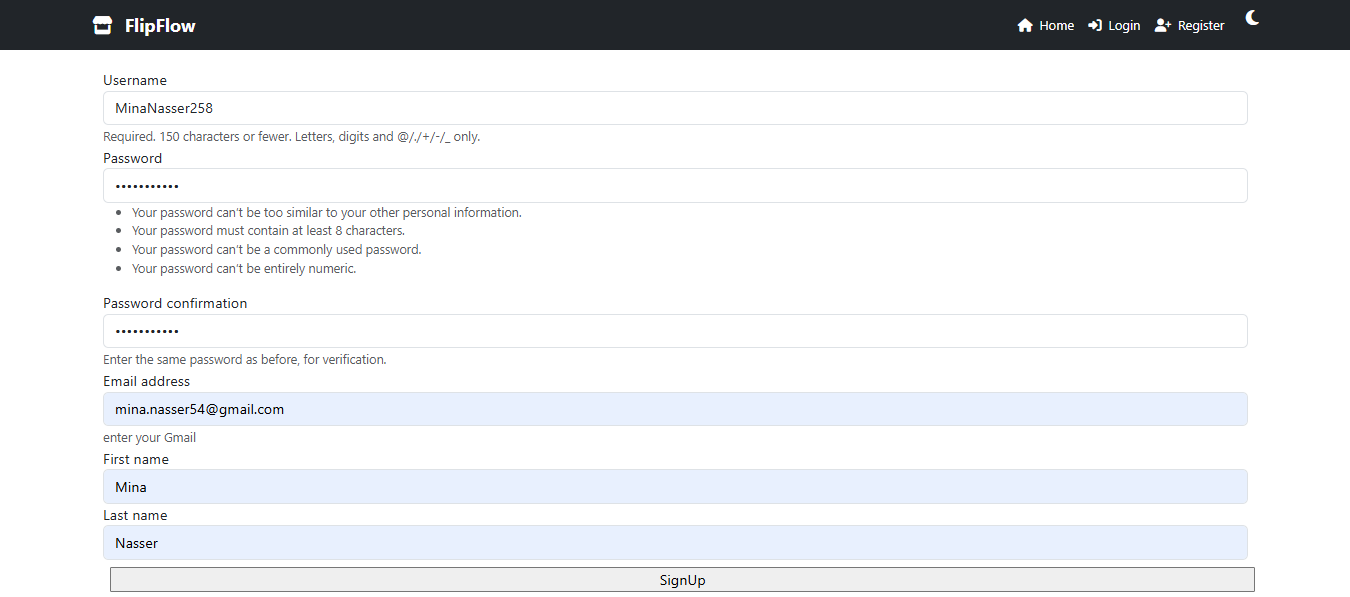 FlipFlow
Home Login Register
Username
MinaNasser258
Required. 150 characters or fewer. Letters, digits and @/./+/-/_ only.
Password
•••••••••••
Your password can't be too similar to your other personal information.
Your password must contain at least 8 characters.
Your password can't be a commonly used password.
Your password can't be entirely numeric.
Password confirmation
•••••••••••
Enter the same password as before, for verification.
Email address
mina.nasser54@gmail.com
enter your Gmail
First name
Mina
Last name
Nasser
SignUp